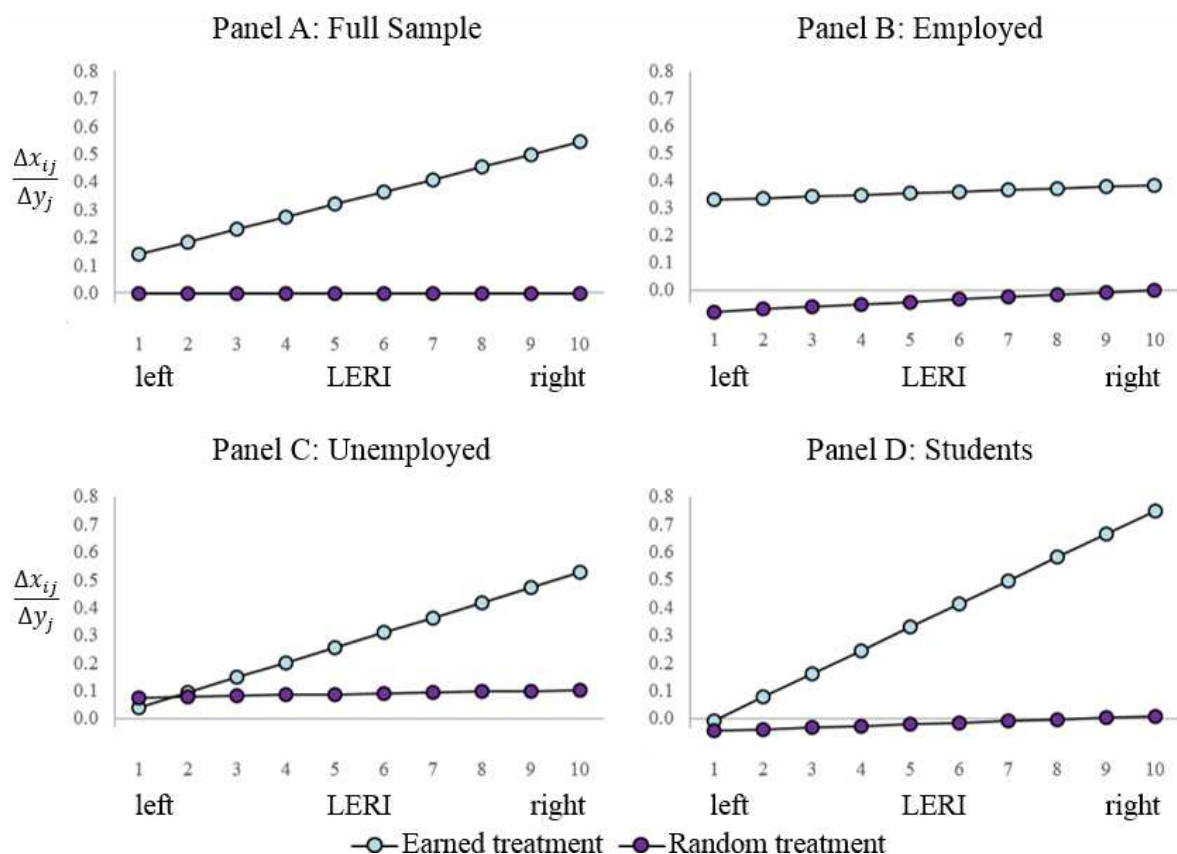 Panel A: Full Sample
0.8
0.7
0.6
0.5
0.4
0.3
0.2
0.1
0.0
Δx_{ij}
Δy_j
1 2 3 4 5 6 7 8 9 10
left LERI right
Panel B: Employed
0.8
0.7
0.6
0.5
0.4
0.3
0.2
0.1
0.0
1 2 3 4 5 6 7 8 9 10
left LERI right
Panel C: Unemployed
0.8
0.7
0.6
0.5
0.4
0.3
0.2
0.1
0.0
Δx_{ij}
Δy_j
1 2 3 4 5 6 7 8 9 10
left LERI right
Panel D: Students
0.8
0.7
0.6
0.5
0.4
0.3
0.2
0.1
0.0
1 2 3 4 5 6 7 8 9 10
left LERI right
Earned treatment Random treatment